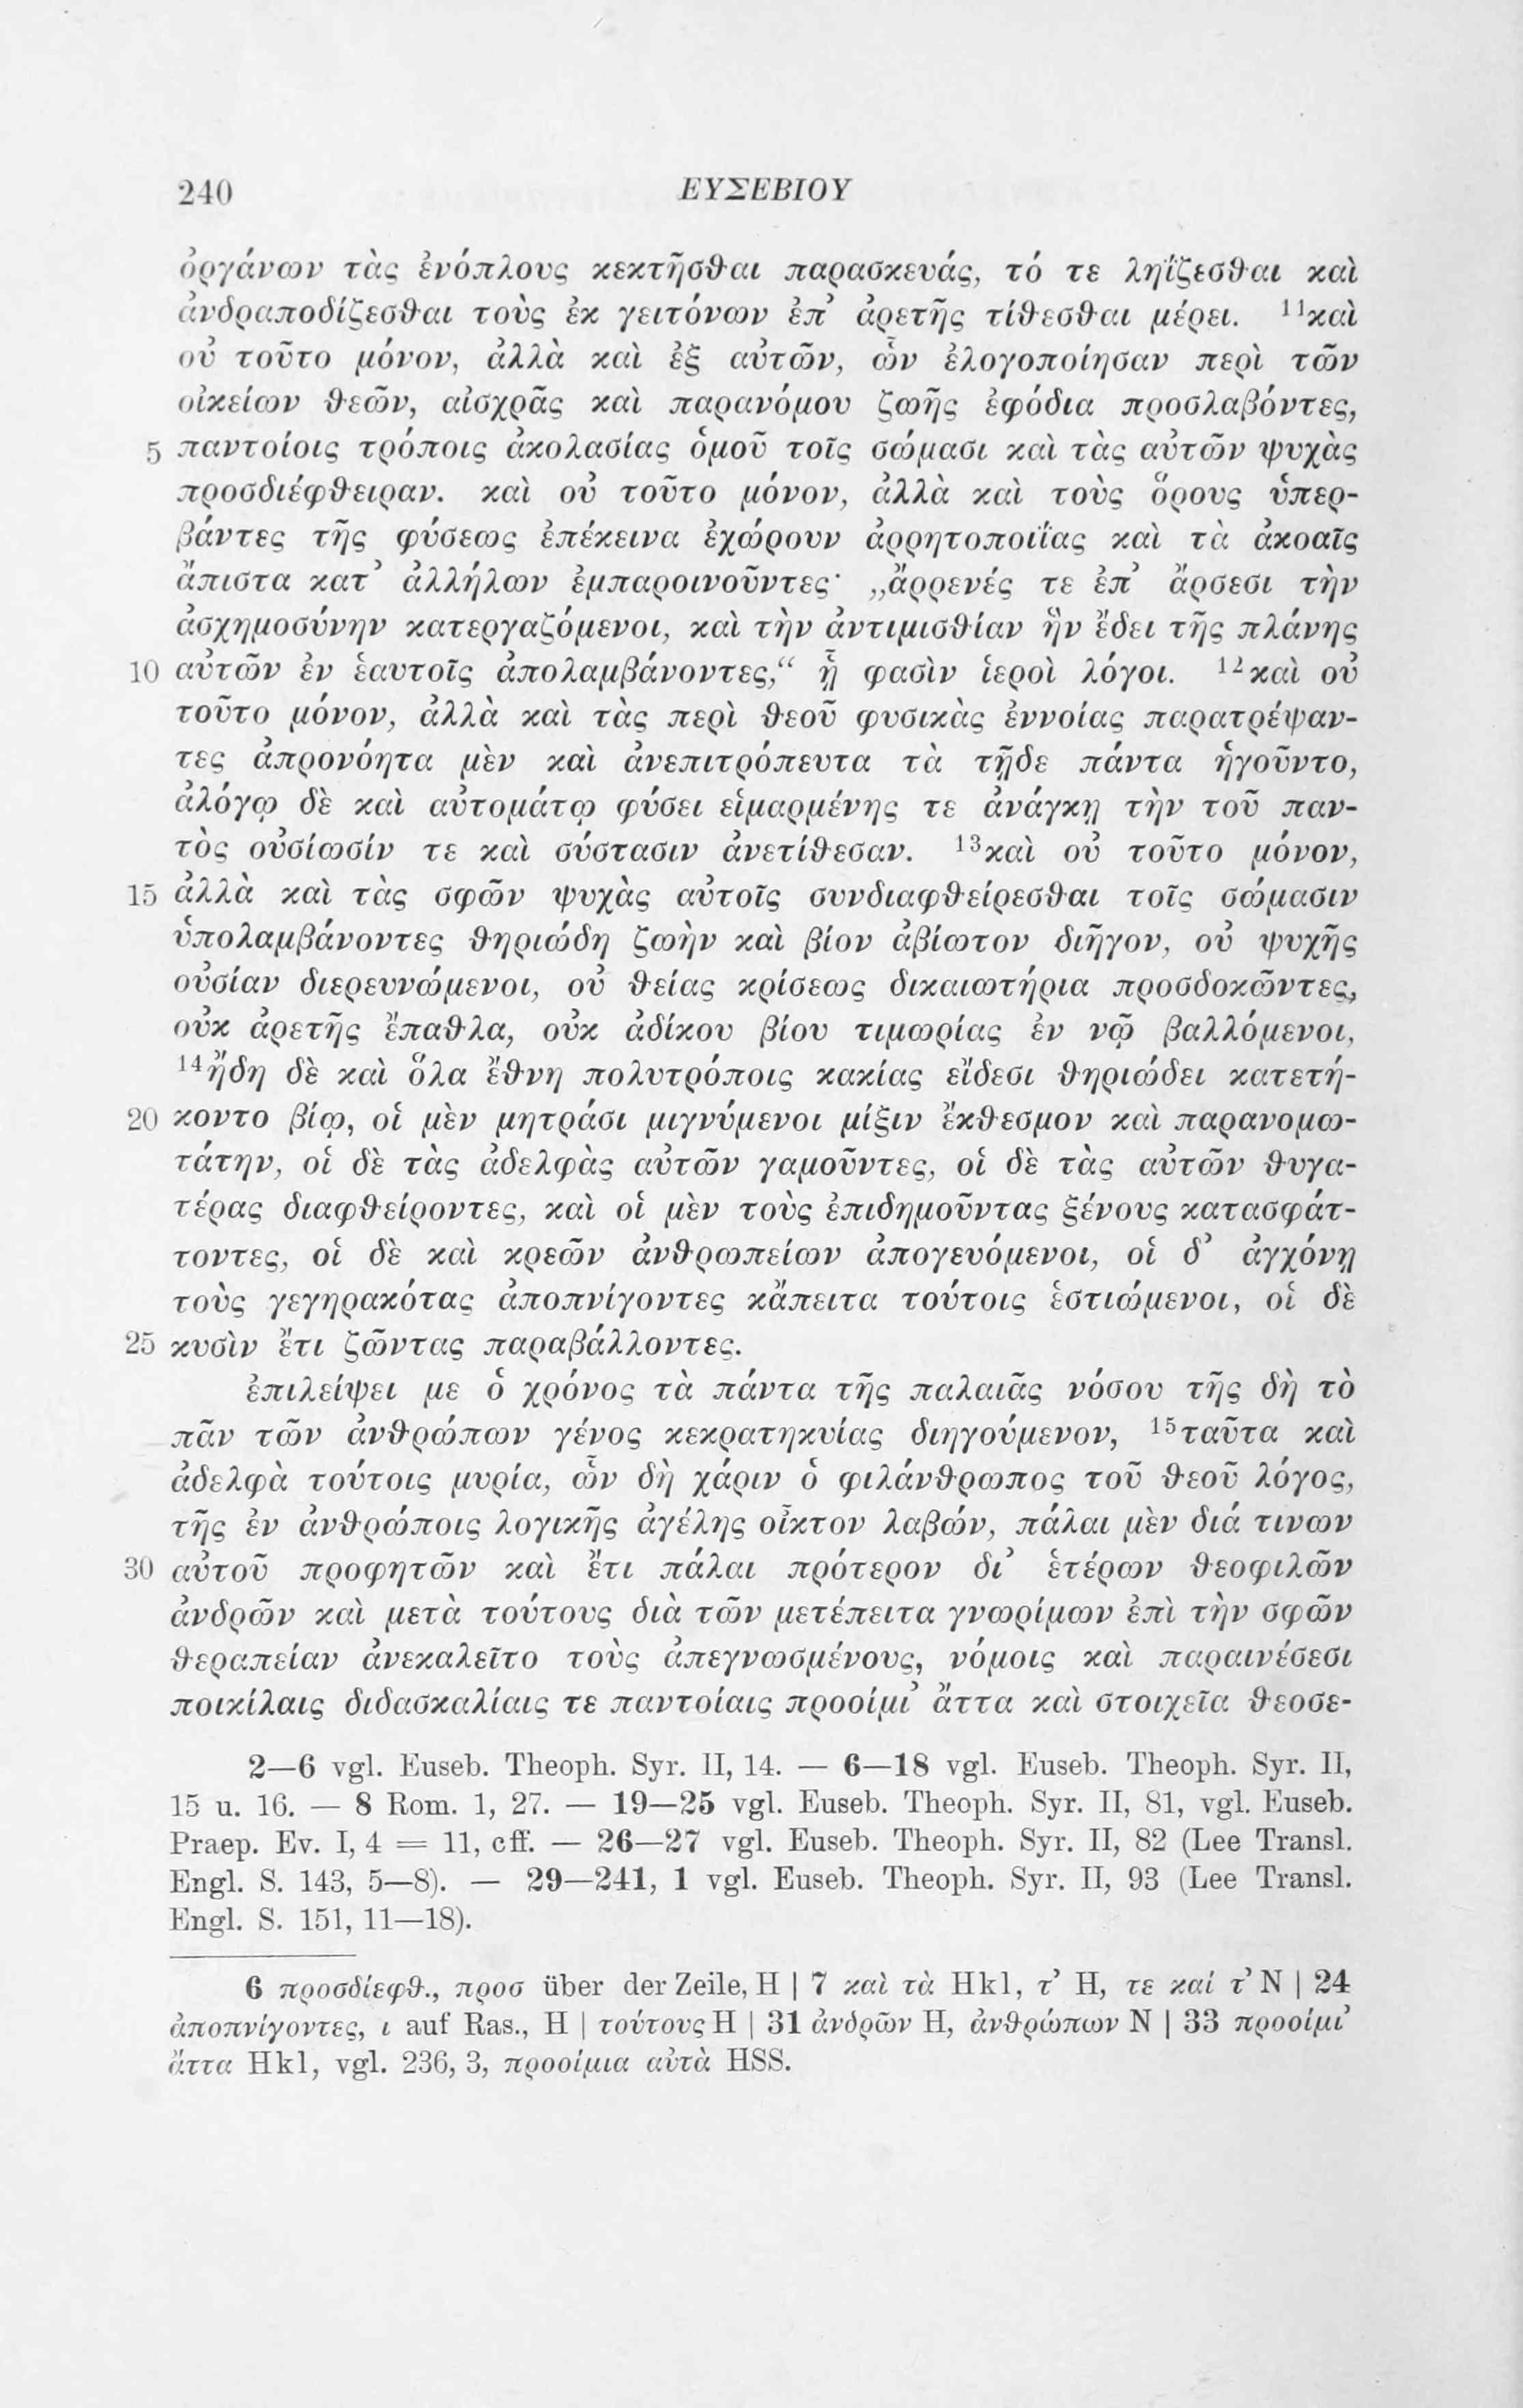 240 ΕΥΣΕΒΙΟΥ
ὀργάνων τὰς ἐνόπλους κεκτῆσθαι παρασκευάς, τό τε ληΐζεσθαι καὶ
ἀνδραποδίζεσθαι τοὺς ἐκ γειτόνων ἐπ’ ἀρετῆς τίθεσθαι μέρει. ¹¹καὶ
οὐ τοῦτο μόνον, ἀλλὰ καὶ ἐξ αὐτῶν, ὧν ἐλογοποίησαν περὶ τῶν
οἰκείων θεῶν, αἰσχρᾶς καὶ παρανόμου ζωῆς ἐφόδια προσλαβόντες,
5 παντοίοις τρόποις ἀκολασίας ὁμοῦ τοῖς σώμασι καὶ τὰς αὐτῶν ψυχὰς
προσδιέφθειραν. καὶ οὐ τοῦτο μόνον, ἀλλὰ καὶ τοὺς ὅρους ὑπερ-
βάντες τῆς φύσεως ἐπέκεινα ἐχώρουν ἀρρητοποιΐας καὶ τὰ ἀκοαῖς
ἄπιστα κατ’ ἀλλήλων ἐμπαροινοῦντες· „ἄρρενές τε ἐπ’ ἄρσεσι τὴν
ἀσχημοσύνην κατεργαζόμενοι, καὶ τὴν ἀντιμισθίαν ἣν ἔδει τῆς πλάνης
10 αὐτῶν ἐν ἑαυτοῖς ἀπολαμβάνοντες,“ ᾗ φασὶν ἱεροὶ λόγοι. ¹²καὶ οὐ
τοῦτο μόνον, ἀλλὰ καὶ τὰς περὶ θεοῦ φυσικὰς ἐννοίας παρατρέψαν-
τες ἀπρονόητα μὲν καὶ ἀνεπιτρόπευτα τὰ τῇδε πάντα ἡγοῦντο,
ἀλόγῳ δὲ καὶ αὐτομάτῳ φύσει εἱμαρμένης τε ἀνάγκῃ τὴν τοῦ παν-
τὸς οὐσίωσίν τε καὶ σύστασιν ἀνετίθεσαν. ¹³καὶ οὐ τοῦτο μόνον,
15 ἀλλὰ καὶ τὰς σφῶν ψυχὰς αὐτοῖς συνδιαφθείρεσθαι τοῖς σώμασιν
ὑπολαμβάνοντες θηριώδη ζωὴν καὶ βίον ἀβίωτον διῆγον, οὐ ψυχῆς
οὐσίαν διερευνώμενοι, οὐ θείας κρίσεως δικαιωτήρια προσδοκῶντες,
οὐκ ἀρετῆς ἔπαθλα, οὐκ ἀδίκου βίου τιμωρίας ἐν νῷ βαλλόμενοι,
¹⁴ἤδη δὲ καὶ ὅλα ἔθνη πολυτρόποις κακίας εἴδεσι θηριώδει κατετή-
20 κοντο βίῳ, οἱ μὲν μητράσι μιγνύμενοι μίξιν ἔκθεσμον καὶ παρανομω-
τάτην, οἱ δὲ τὰς ἀδελφὰς αὐτῶν γαμοῦντες, οἱ δὲ τὰς αὐτῶν θυγα-
τέρας διαφθείροντες, καὶ οἱ μὲν τοὺς ἐπιδημοῦντας ξένους κατασφάτ-
τοντες, οἱ δὲ καὶ κρεῶν ἀνθρωπείων ἀπογευόμενοι, οἱ δ’ ἀγχόνῃ
τοὺς γεγηρακότας ἀποπνίγοντες κἄπειτα τούτοις ἑστιώμενοι, οἱ δὲ
25 κυσὶν ἔτι ζῶντας παραβάλλοντες.
ἐπιλείψει με ὁ χρόνος τὰ πάντα τῆς παλαιᾶς νόσου τῆς δὴ τὸ
πᾶν τῶν ἀνθρώπων γένος κεκρατηκυίας διηγούμενον, ¹⁵ταῦτα καὶ
ἀδελφὰ τούτοις μυρία, ὧν δὴ χάριν ὁ φιλάνθρωπος τοῦ θεοῦ λόγος,
τῆς ἐν ἀνθρώποις λογικῆς ἀγέλης οἶκτον λαβών, πάλαι μὲν διά τινων
30 αὐτοῦ προφητῶν καὶ ἔτι πάλαι πρότερον δι’ ἑτέρων θεοφιλῶν
ἀνδρῶν καὶ μετὰ τούτους διὰ τῶν μετέπειτα γνωρίμων ἐπὶ τὴν σφῶν
θεραπείαν ἀνεκαλεῖτο τοὺς ἀπεγνωσμένους, νόμοις καὶ παραινέσεσι
ποικίλαις διδασκαλίαις τε παντοίαις προοίμι’ ἄττα καὶ στοιχεῖα θεοσε-
2—6 vgl. Euseb. Theoph. Syr. II, 14. — 6—18 vgl. Euseb. Theoph. Syr. II,
15 u. 16. — 8 Rom. 1, 27. — 19—25 vgl. Euseb. Theoph. Syr. II, 81, vgl. Euseb.
Praep. Ev. I, 4 = 11, cff. — 26—27 vgl. Euseb. Theoph. Syr. II, 82 (Lee Transl.
Engl. S. 143, 5—8). — 29—241, 1 vgl. Euseb. Theoph. Syr. II, 93 (Lee Transl.
Engl. S. 151, 11—18).
6 προσδίεφθ., προσ über der Zeile, H | 7 καὶ τὰ Hkl, τ’ H, τε καί τ’ N | 24
ἀποπνίγοντες, ι auf Ras., H | τούτους H | 31 ἀνδρῶν H, ἀνθρώπων N | 33 προοίμι’
ἄττα Hkl, vgl. 236, 3, προοίμια αὐτὰ HSS.